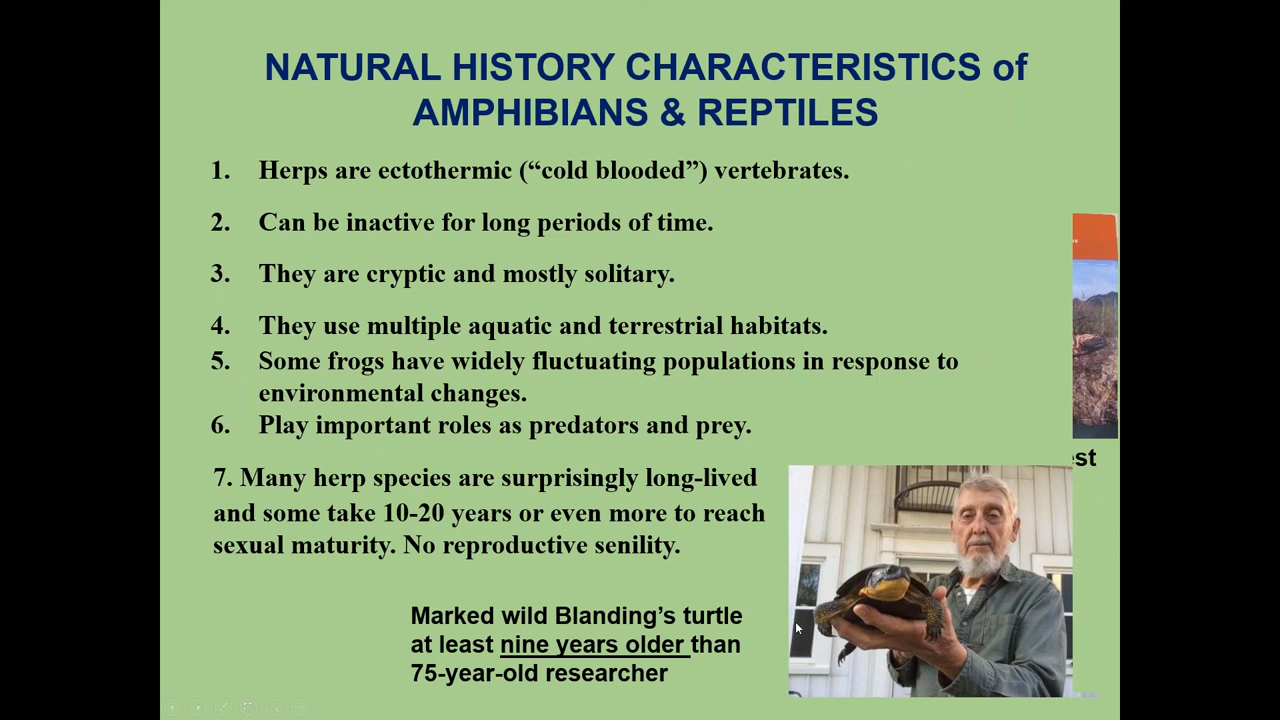 NATURAL HISTORY CHARACTERISTICS of
AMPHIBIANS & REPTILES
1. Herps are ectothermic (“cold blooded”) vertebrates.
2. Can be inactive for long periods of time.
3. They are cryptic and mostly solitary.
4. They use multiple aquatic and terrestrial habitats.
5. Some frogs have widely fluctuating populations in response to
environmental changes.
6. Play important roles as predators and prey.
7. Many herp species are surprisingly long-lived
and some take 10-20 years or even more to reach
sexual maturity. No reproductive senility.
est
Marked wild Blanding’s turtle
at least nine years older than
75-year-old researcher